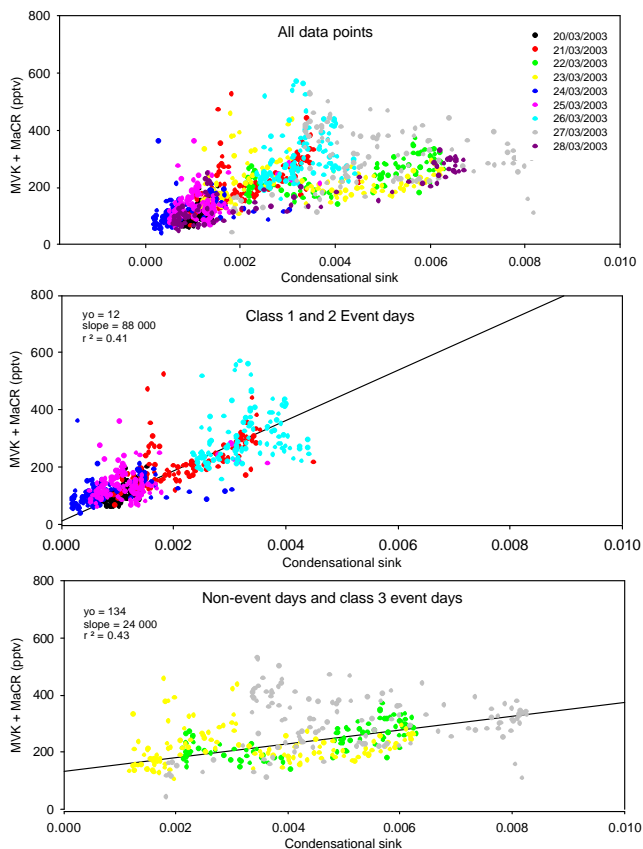 All data points
800
600
400
200
0
MVK + MaCR (pptv)
20/03/2003
21/03/2003
22/03/2003
23/03/2003
24/03/2003
25/03/2003
26/03/2003
27/03/2003
28/03/2003
0.000 0.002 0.004 0.006 0.008 0.010
Condensational sink
Class 1 and 2 Event days
yo = 12
slope = 88 000
r ² = 0.41
800
600
400
200
0
MVK + MaCR (pptv)
0.000 0.002 0.004 0.006 0.008 0.010
Condensational sink
Non-event days and class 3 event days
yo = 134
slope = 24 000
r ² = 0.43
800
600
400
200
0
MVK + MaCR (pptv)
0.000 0.002 0.004 0.006 0.008 0.010
Condensational sink